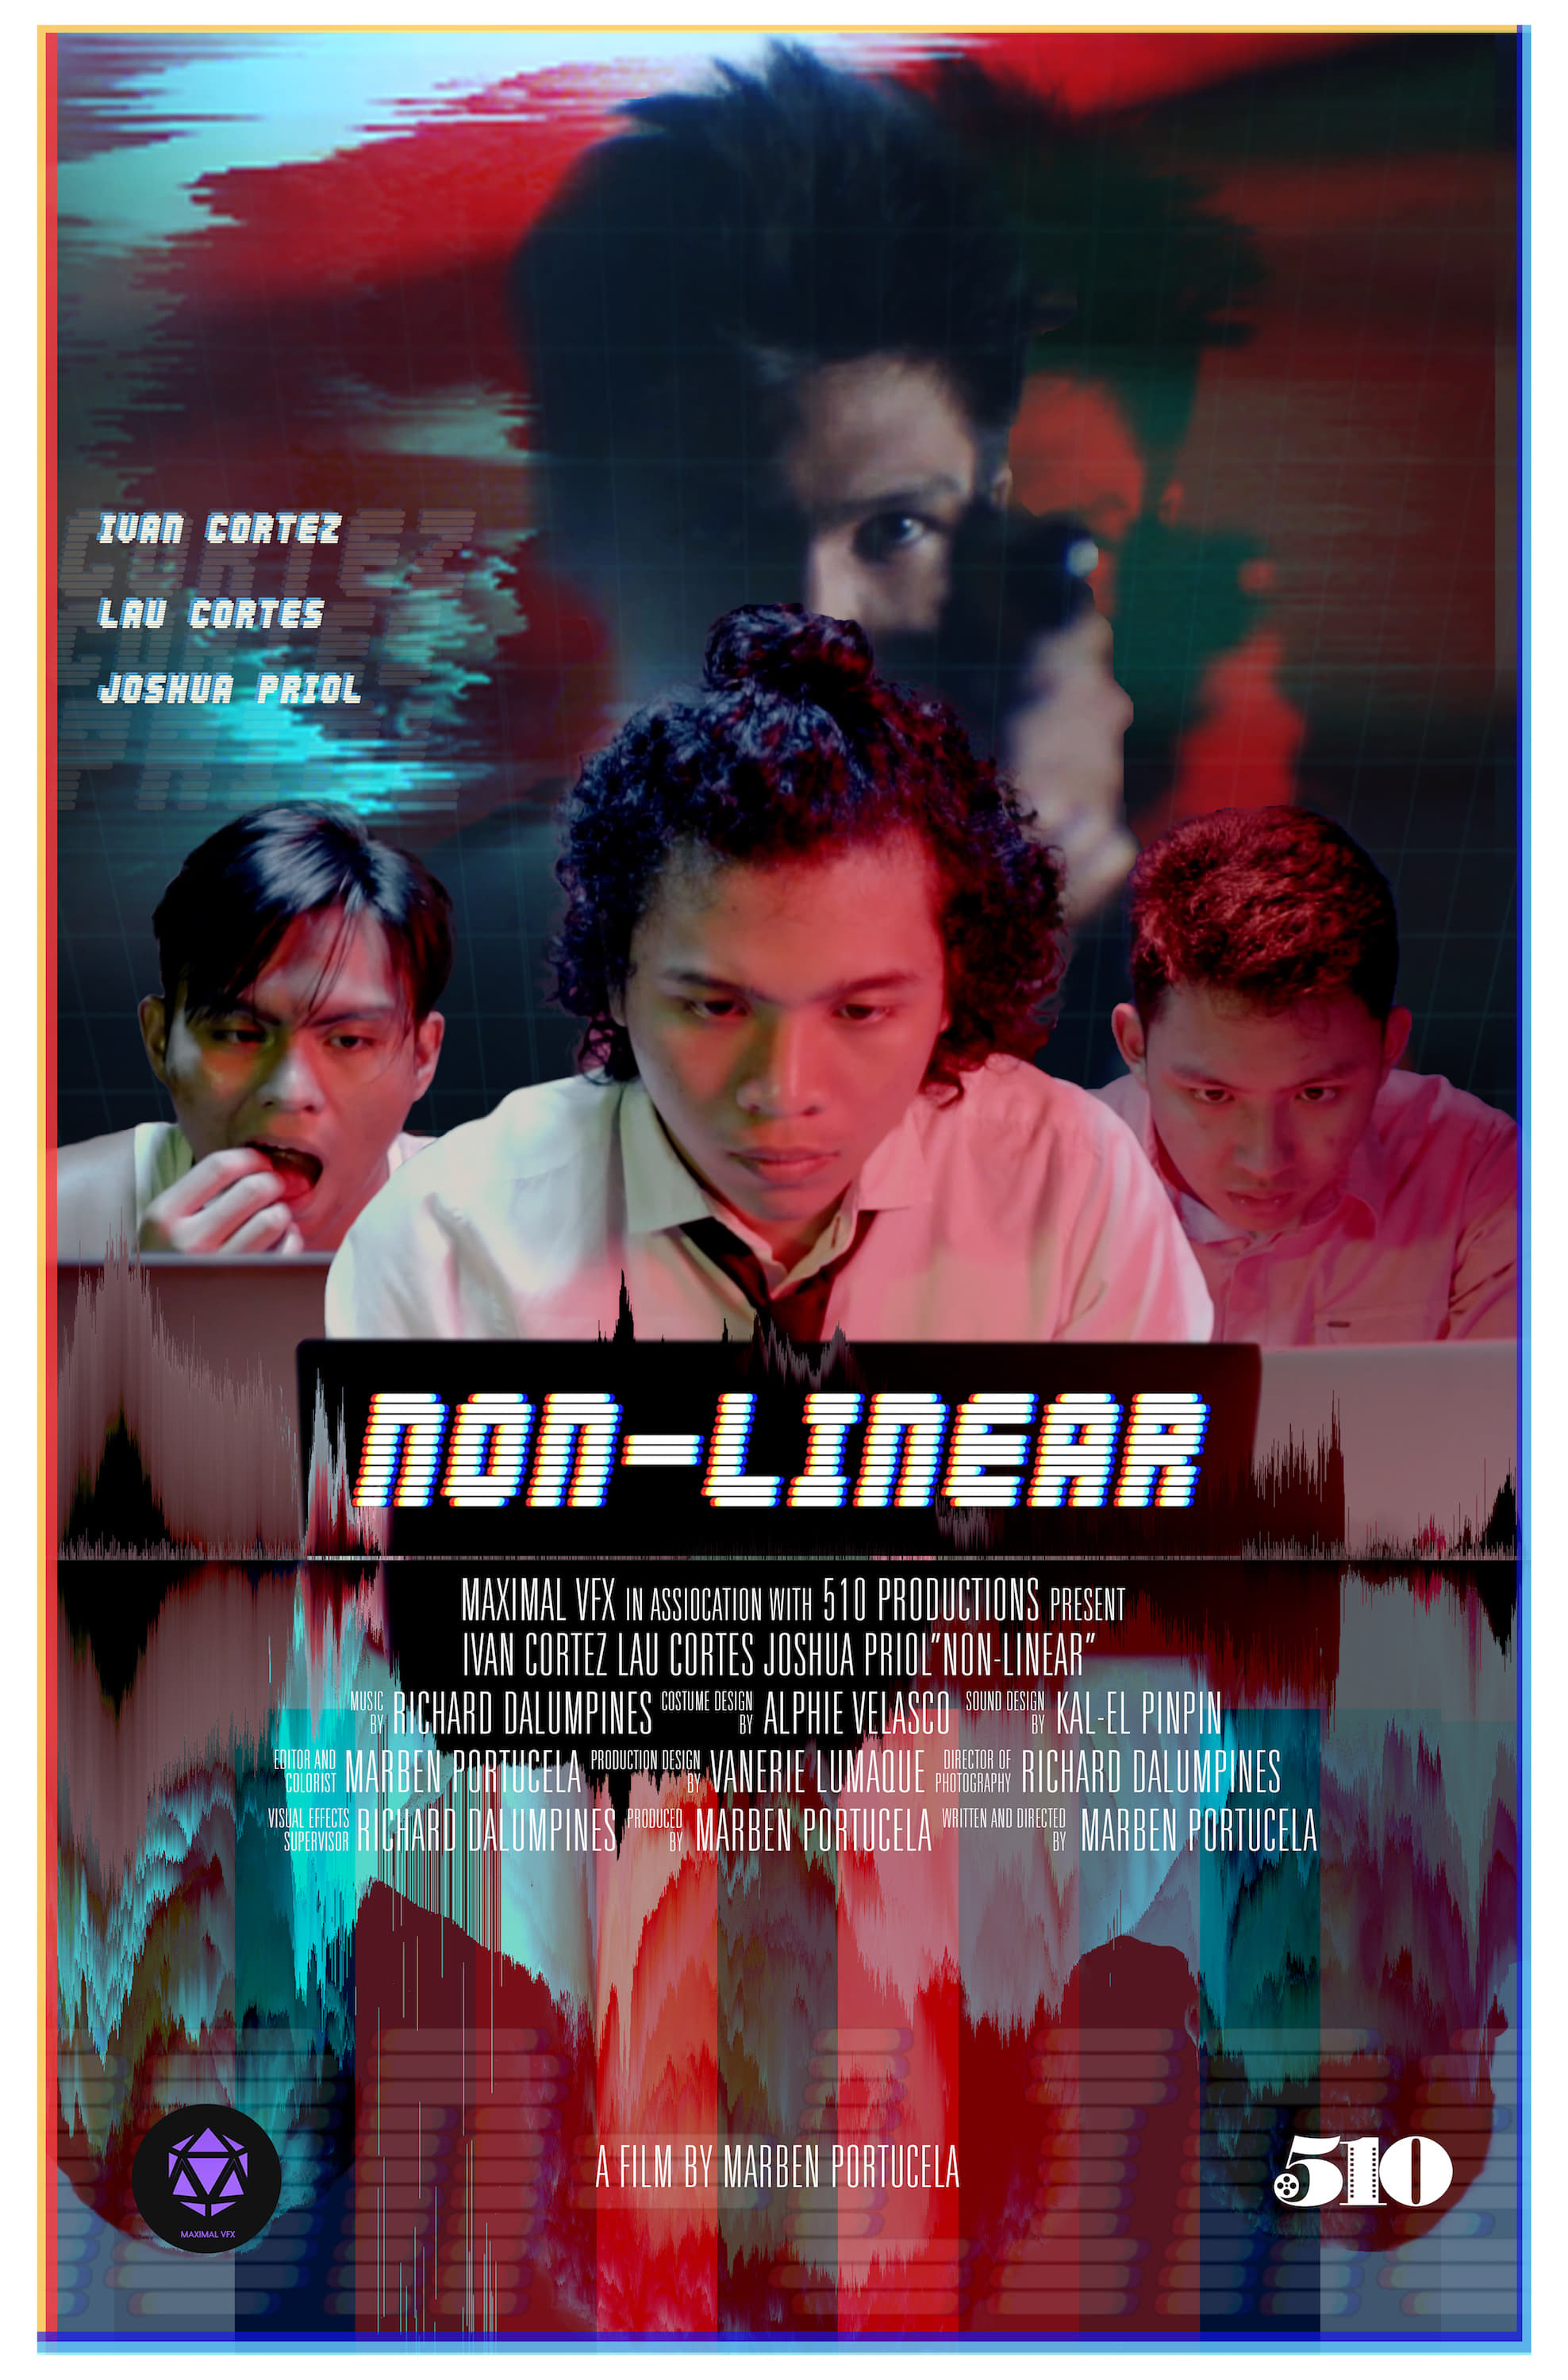 IVAN CORTEZ
LAU CORTES
JOSHUA PRIOL
NON-LINEAR
MAXIMAL VFX IN ASSIOCATION WITH 510 PRODUCTIONS PRESENT
IVAN CORTEZ LAU CORTES JOSHUA PRIOL"NON-LINEAR"
MUSIC BY RICHARD DALUMPINES COSTUME DESIGN BY ALPHIE VELASCO SOUND DESIGN BY KAL-EL PINPIN
EDITOR AND COLORIST MARBEN PORTUCELA PRODUCTION DESIGN BY VANERIE LUMAQUE DIRECTOR OF PHOTOGRAPHY RICHARD DALUMPINES
VISUAL EFFECTS SUPERVISOR RICHARD DALUMPINES PRODUCED BY MARBEN PORTUCELA WRITTEN AND DIRECTED BY MARBEN PORTUCELA
A FILM BY MARBEN PORTUCELA
MAXIMAL VFX
510